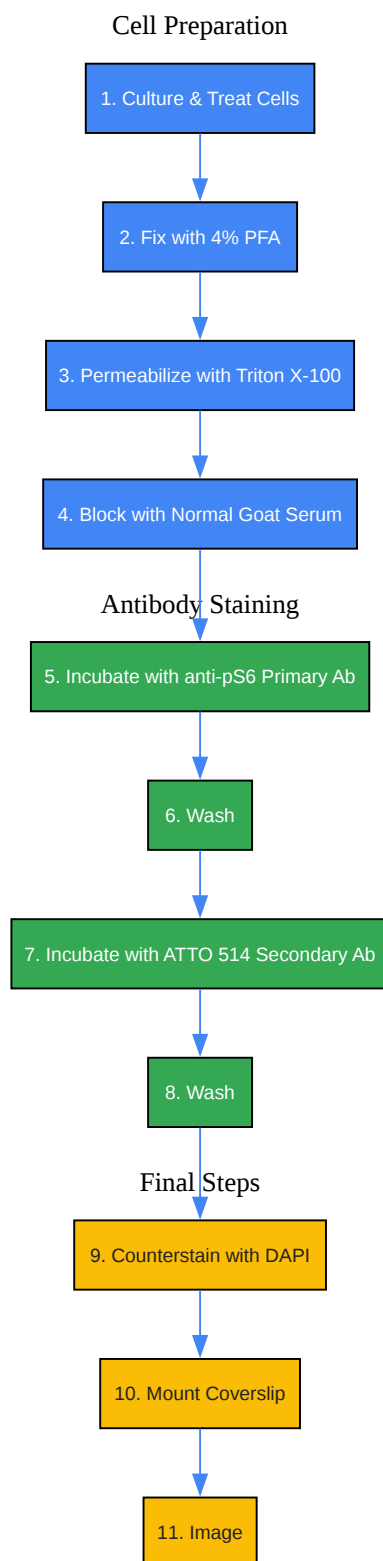 Cell Preparation
1. Culture & Treat Cells
2. Fix with 4% PFA
3. Permeabilize with Triton X-100
4. Block with Normal Goat Serum
Antibody Staining
5. Incubate with anti-pS6 Primary Ab
6. Wash
7. Incubate with ATTO 514 Secondary Ab
8. Wash
Final Steps
9. Counterstain with DAPI
10. Mount Coverslip
11. Image